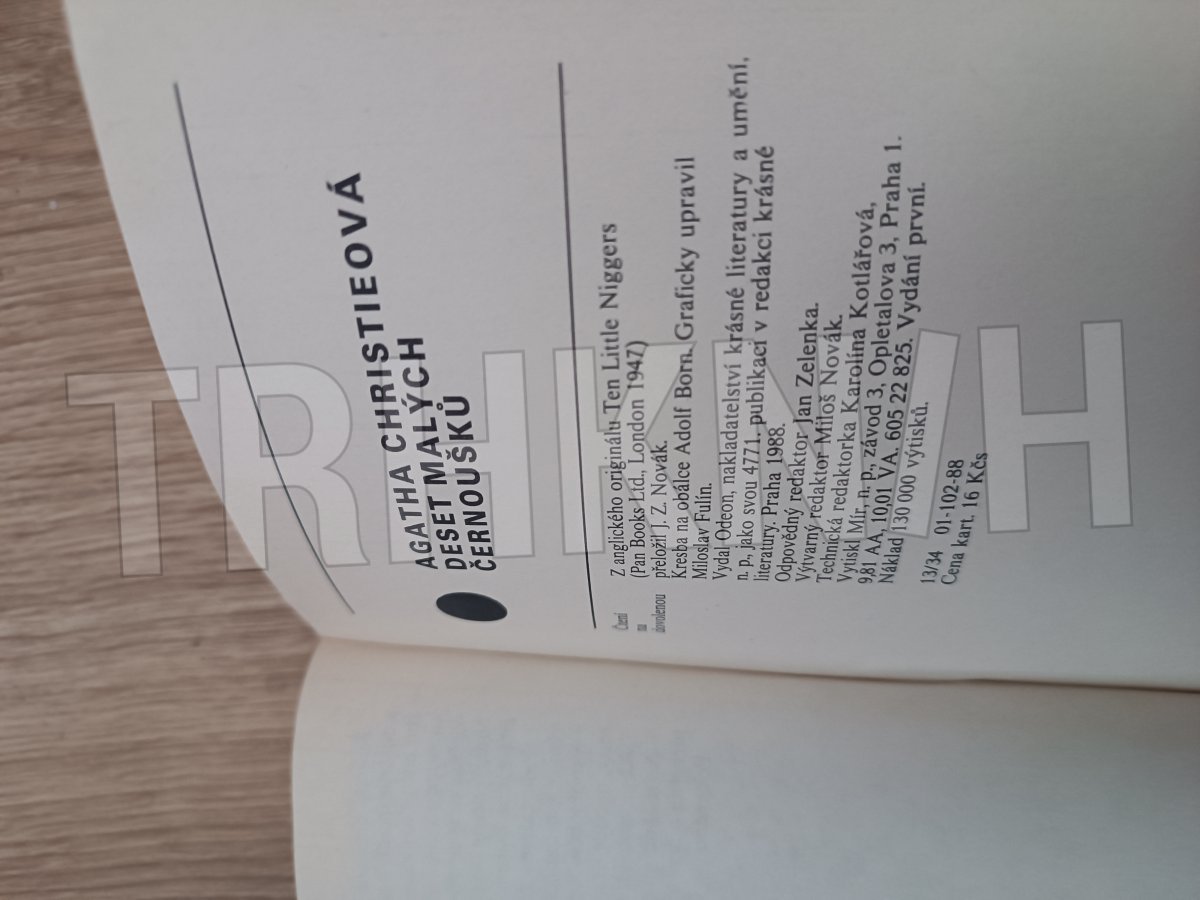 AGATHA CHRISTIEOVÁ
DESET MALÝCH
ČERNOUŠKŮ
Čtení
na
dovolenou
Z anglického originálu Ten Little Niggers
(Pan Books Ltd., London 1947)
přeložil J. Z. Novák.
Kresba na obálce Adolf Born. Graficky upravil
Miloslav Fulín.
Vydal Odeon, nakladatelství krásné literatury a umění,
n. p., jako svou 4771. publikaci v redakci krásné
literatury. Praha 1988.
Odpovědný redaktor Jan Zelenka.
Výtvarný redaktor Miloš Novák.
Technická redaktorka Karolína Kotlářová,
Vytiskl Mír, n. p., závod 3, Opletalova 3, Praha 1.
9,81 AA, 10,01 VA. 605 22 825. Vydání první.
Náklad 130 000 výtisků.
13/34 01-102-88
Cena kart. 16 Kčs